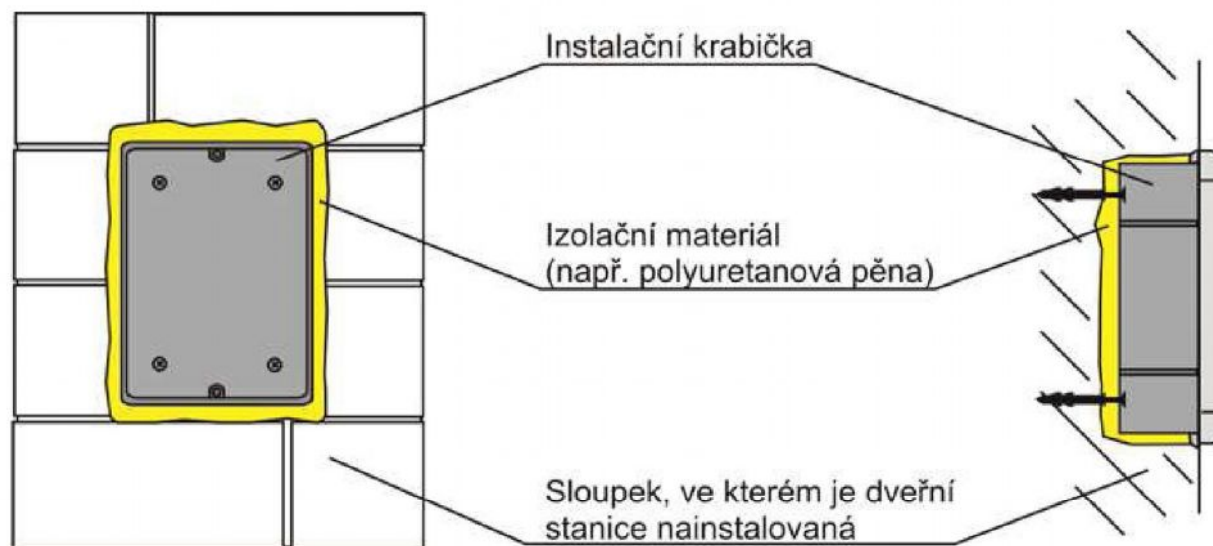 Instalační krabička
Izolační materiál
(např. polyuretanová pěna)
Sloupek, ve kterém je dveřní
stanice nainstalovaná